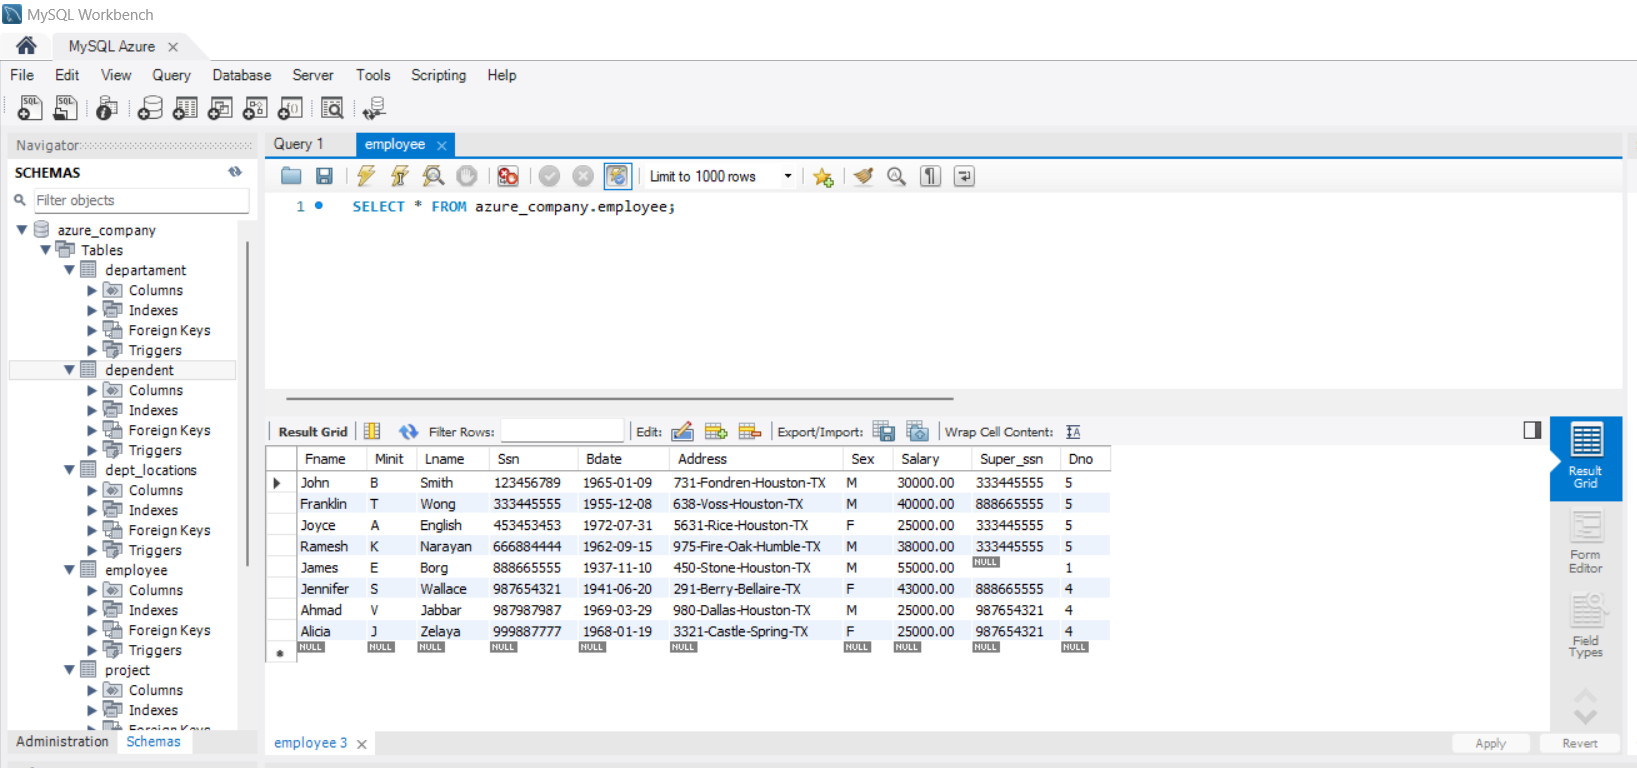 MySQL Workbench
MySQL Azure
File Edit View Query Database Server Tools Scripting Help
Navigator
SCHEMAS
Filter objects
azure_company
Tables
departament
Columns
Indexes
Foreign Keys
Triggers
dependent
Columns
Indexes
Foreign Keys
Triggers
dept_locations
Columns
Indexes
Foreign Keys
Triggers
employee
Columns
Indexes
Foreign Keys
Triggers
project
Columns
Indexes
Foreign Keys
Administration Schemas
Query 1 employee
Limit to 1000 rows
1 SELECT * FROM azure_company.employee;
Result Grid Filter Rows: Edit: Export/Import: Wrap Cell Content:
Fname Minit Lname Ssn Bdate Address Sex Salary Super_ssn Dno
John B Smith 123456789 1965-01-09 731-Fondren-Houston-TX M 30000.00 333445555 5
Franklin T Wong 333445555 1955-12-08 638-Voss-Houston-TX M 40000.00 888665555 5
Joyce A English 453453453 1972-07-31 5631-Rice-Houston-TX F 25000.00 333445555 5
Ramesh K Narayan 666884444 1962-09-15 975-Fire-Oak-Humble-TX M 38000.00 333445555 5
James E Borg 888665555 1937-11-10 450-Stone-Houston-TX M 55000.00 NULL 1
Jennifer S Wallace 987654321 1941-06-20 291-Berry-Bellaire-TX F 43000.00 888665555 4
Ahmad V Jabbar 987987987 1969-03-29 980-Dallas-Houston-TX M 25000.00 987654321 4
Alicia J Zelaya 999887777 1968-01-19 3321-Castle-Spring-TX F 25000.00 987654321 4
NULL NULL NULL NULL NULL NULL NULL NULL NULL NULL
Result
Grid
Form
Editor
Field
Types
employee 3
Apply Revert